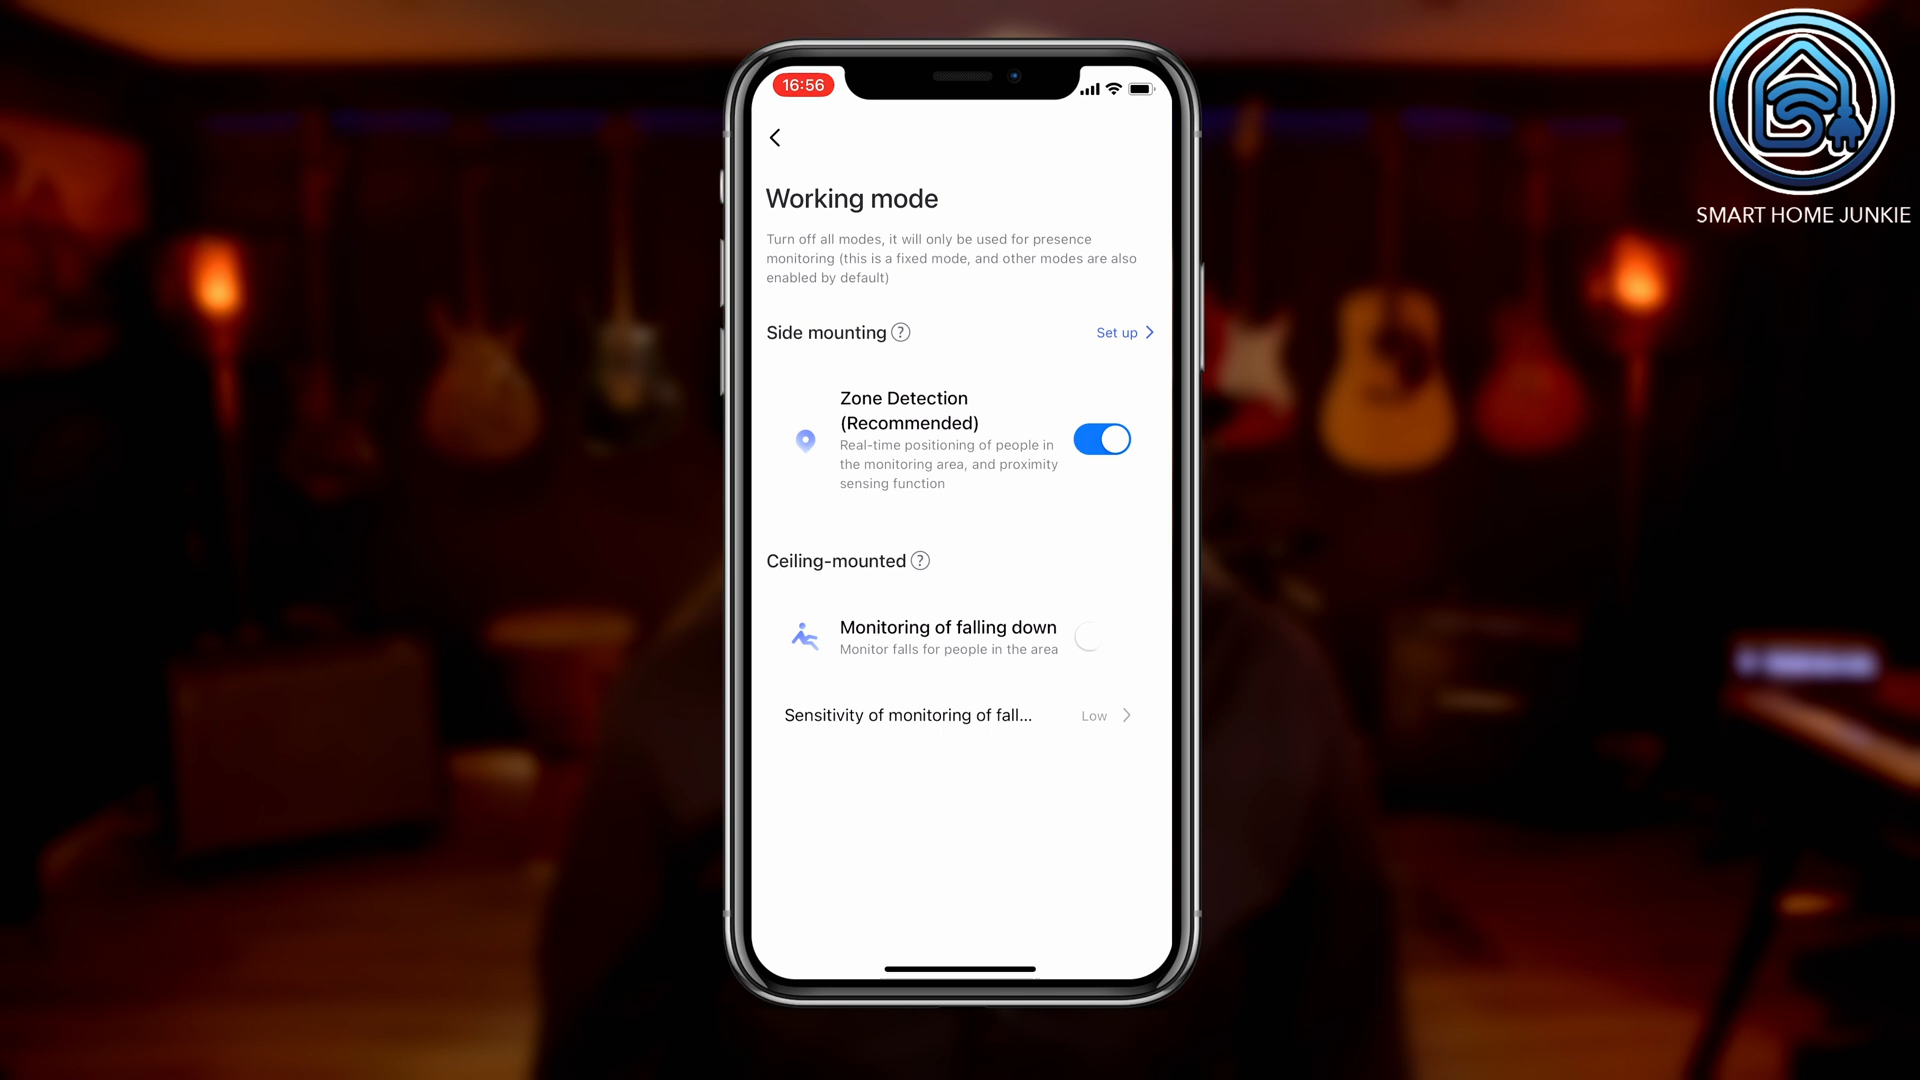 16:56
SMART HOME JUNKIE
Working mode
Turn off all modes, it will only be used for presence
monitoring (this is a fixed mode, and other modes are also
enabled by default)
Side mounting ?
Set up
Zone Detection
(Recommended)
Real-time positioning of people in
the monitoring area, and proximity
sensing function
Ceiling-mounted ?
Monitoring of falling down
Monitor falls for people in the area
Sensitivity of monitoring of fall...
Low